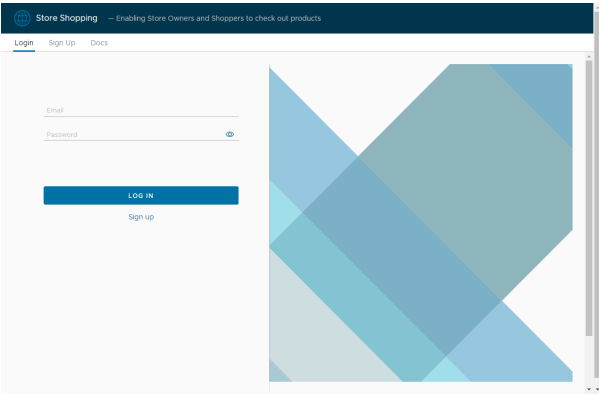 Store Shopping — Enabling Store Owners and Shoppers to check out products
Login Sign Up Docs
Email
Password
LOG IN
Sign up